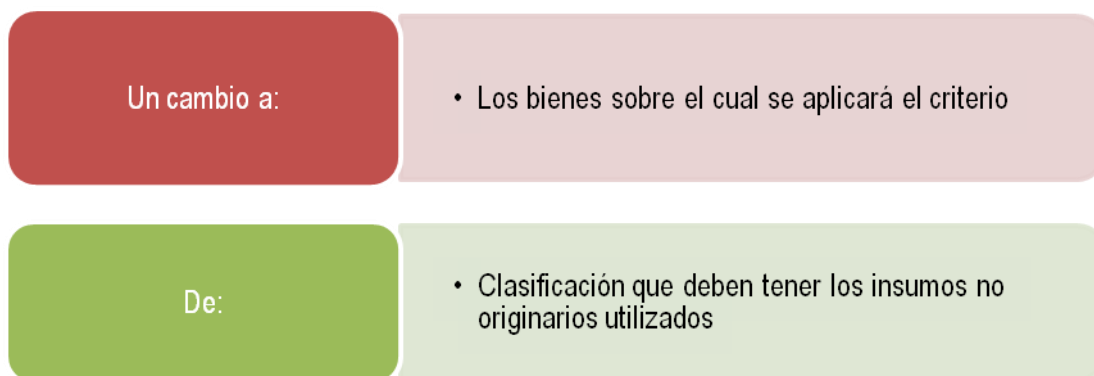 Un cambio a:
• Los bienes sobre el cual se aplicará el criterio
De:
• Clasificación que deben tener los insumos no
originarios utilizados